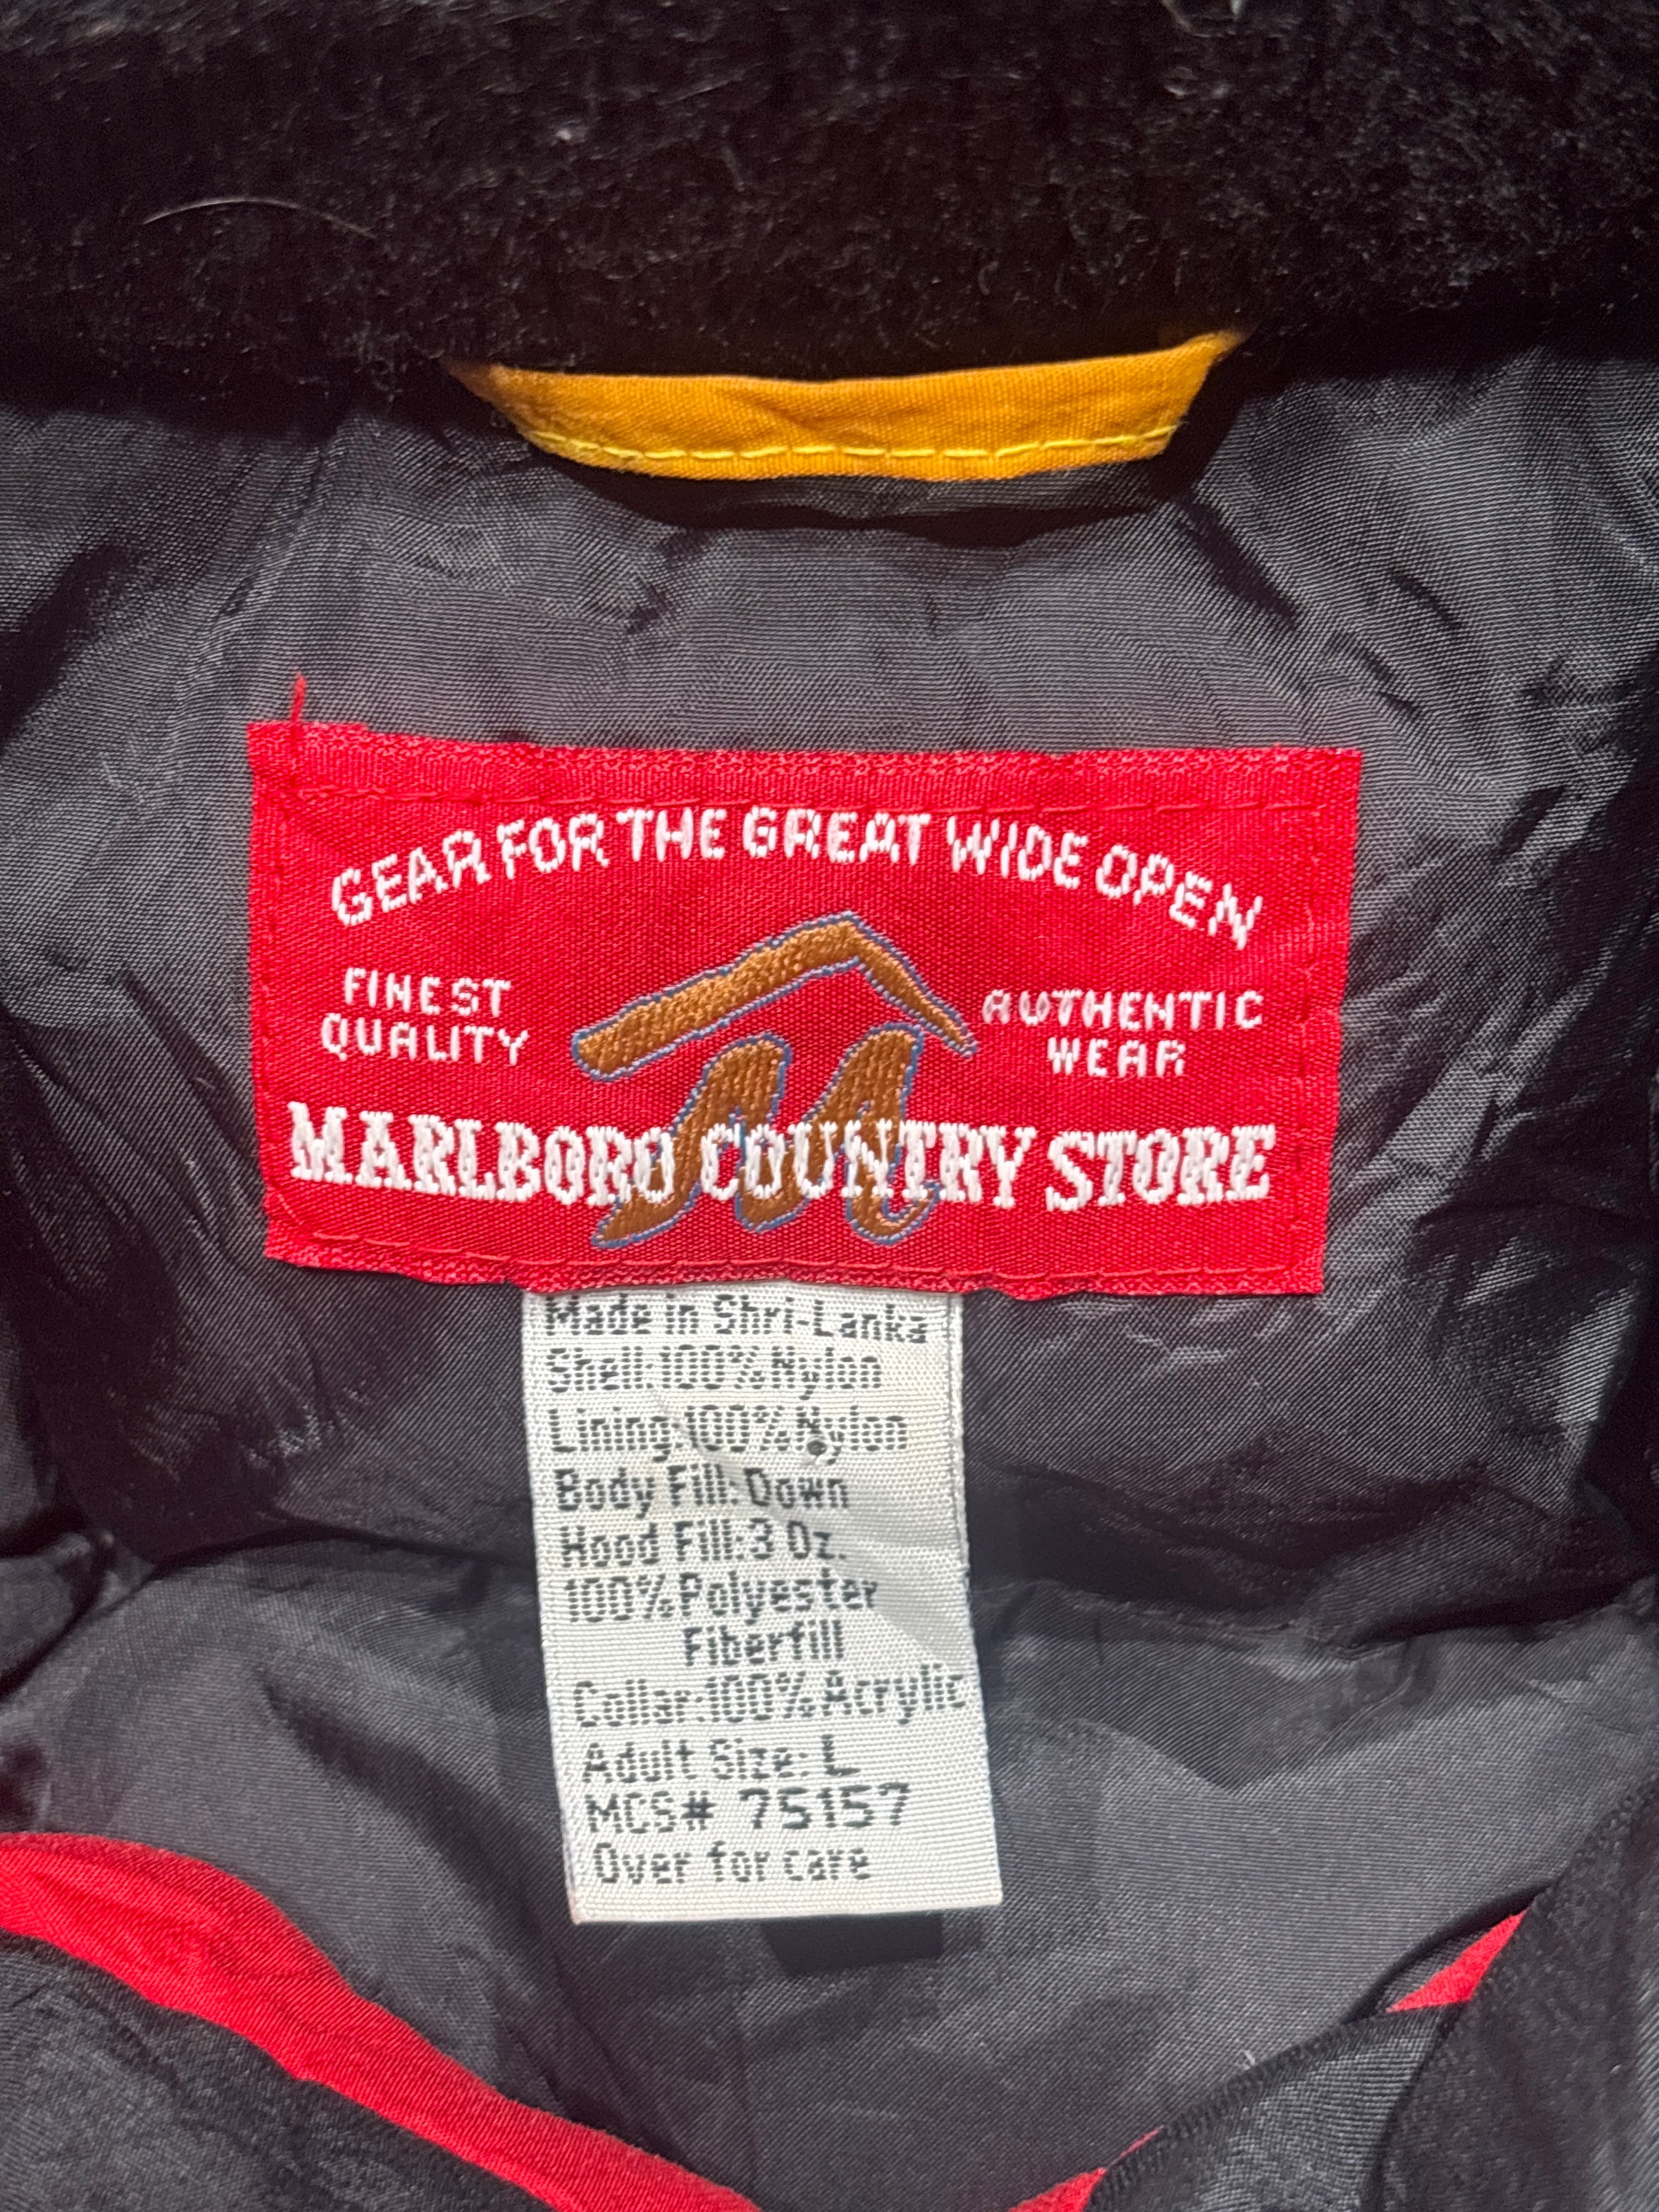 GEAR FOR THE GREAT WIDE OPEN
FINEST
QUALITY
AUTHENTIC
WEAR
M
MARLBORO COUNTRY STORE
Made in Shri-Lanka
Shell:100% Nylon
Lining:100% Nylon
Body Fill: Down
Hood Fill:3 Oz.
100% Polyester
Fiberfill
Collar:100% Acrylic
Adult Size: L
MCS# 75157
Over for care